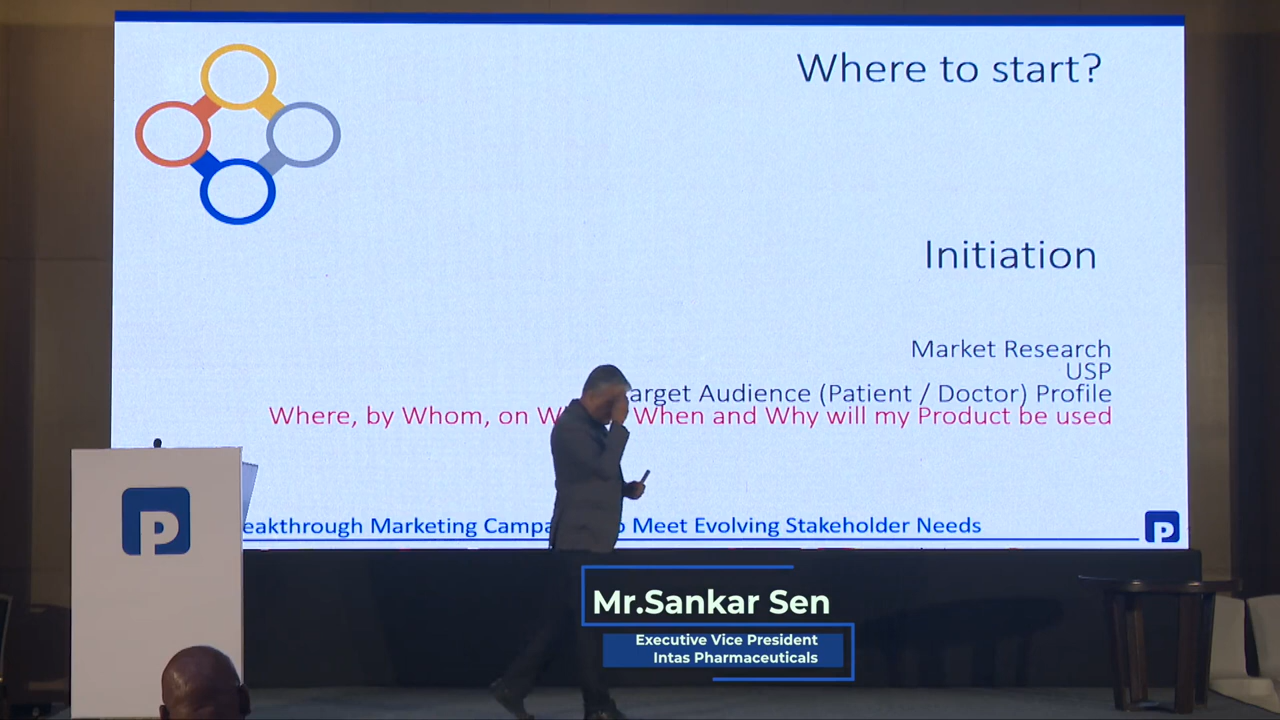 Where to start?
Initiation
Market Research
USP
arget Audience (Patient / Doctor) Profile
Where, by Whom, on W When and Why will my Product be used
eakthrough Marketing Campa o Meet Evolving Stakeholder Needs
P
P
Mr.Sankar Sen
Executive Vice President
Intas Pharmaceuticals